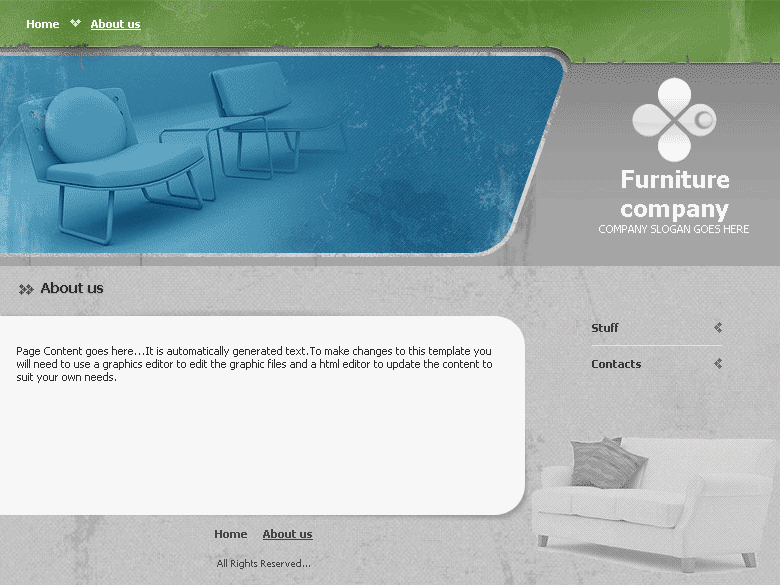 Home About us
Furniture
company
COMPANY SLOGAN GOES HERE
About us
Page Content goes here...It is automatically generated text.To make changes to this template you
will need to use a graphics editor to edit the graphic files and a html editor to update the content to
suit your own needs.
Stuff
Contacts
Home About us
All Rights Reserved...